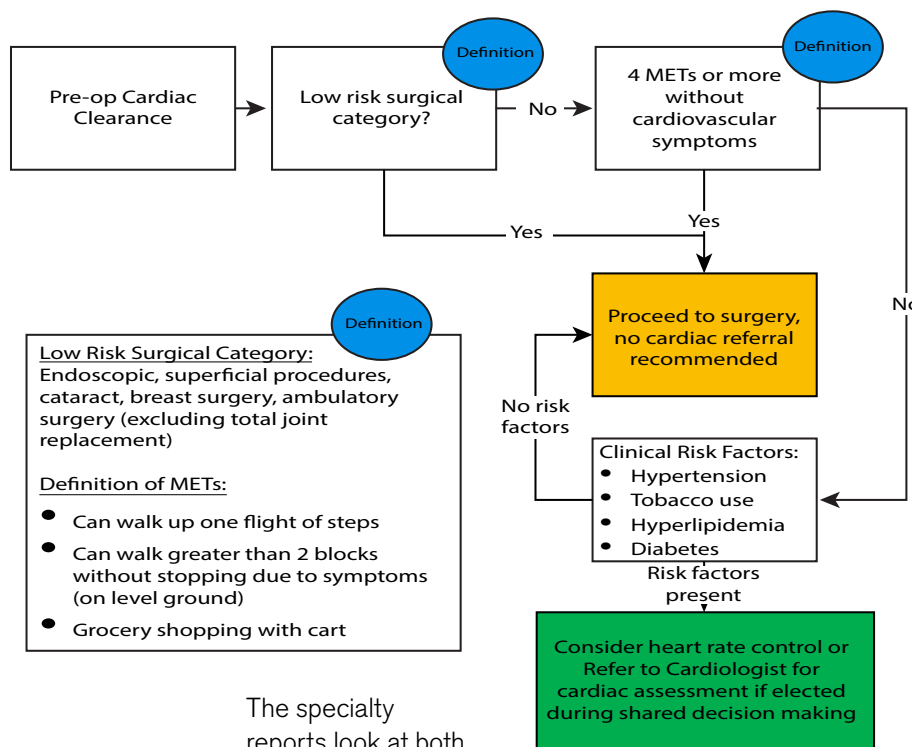 Pre-op Cardiac
Clearance
Low risk surgical
category?
Definition
No
4 METs or more
without
cardiovascular
symptoms
Definition
Yes
Yes
No
Proceed to surgery,
no cardiac referral
recommended
Definition
Low Risk Surgical Category:
Endoscopic, superficial procedures,
cataract, breast surgery, ambulatory
surgery (excluding total joint
replacement)
Definition of METs:
• Can walk up one flight of steps
• Can walk greater than 2 blocks
without stopping due to symptoms
(on level ground)
• Grocery shopping with cart
No risk
factors
Clinical Risk Factors:
• Hypertension
• Tobacco use
• Hyperlipidemia
• Diabetes
Risk factors
present
Consider heart rate control or
Refer to Cardiologist for
cardiac assessment if elected
during shared decision making
The specialty
reports look at both